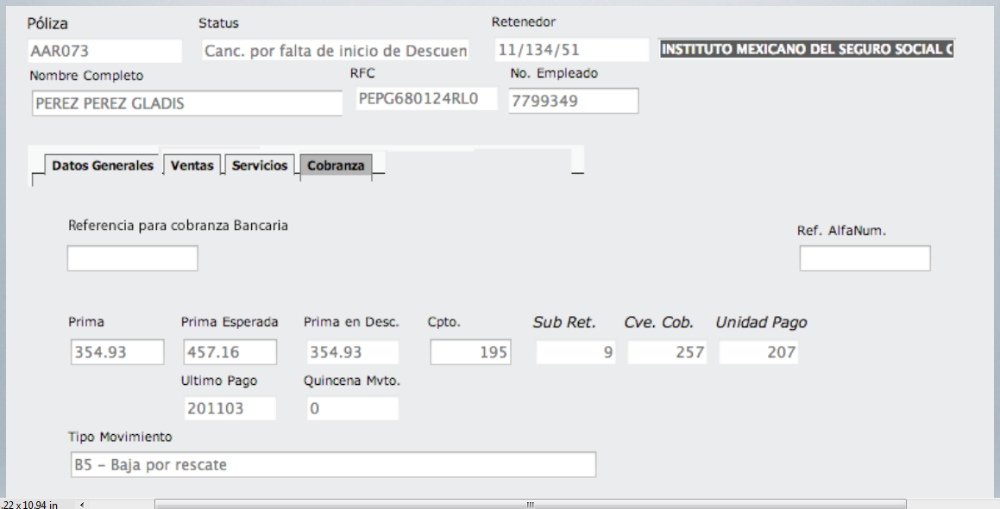 Póliza Status Retenedor
AAR073 Canc. por falta de inicio de Descuen 11/134/51 INSTITUTO MEXICANO DEL SEGURO SOCIAL C
Nombre Completo RFC No. Empleado
PEREZ PEREZ GLADIS PEPG680124RL0 7799349
Datos Generales Ventas Servicios Cobranza
Referencia para cobranza Bancaria Ref. AlfaNum.
Prima Prima Esperada Prima en Desc. Cpto. Sub Ret. Cve. Cob. Unidad Pago
354.93 457.16 354.93 195 9 257 207
Ultimo Pago Quincena Mvto.
201103 0
Tipo Movimiento
B5 – Baja por rescate
.22 x 10.94 in